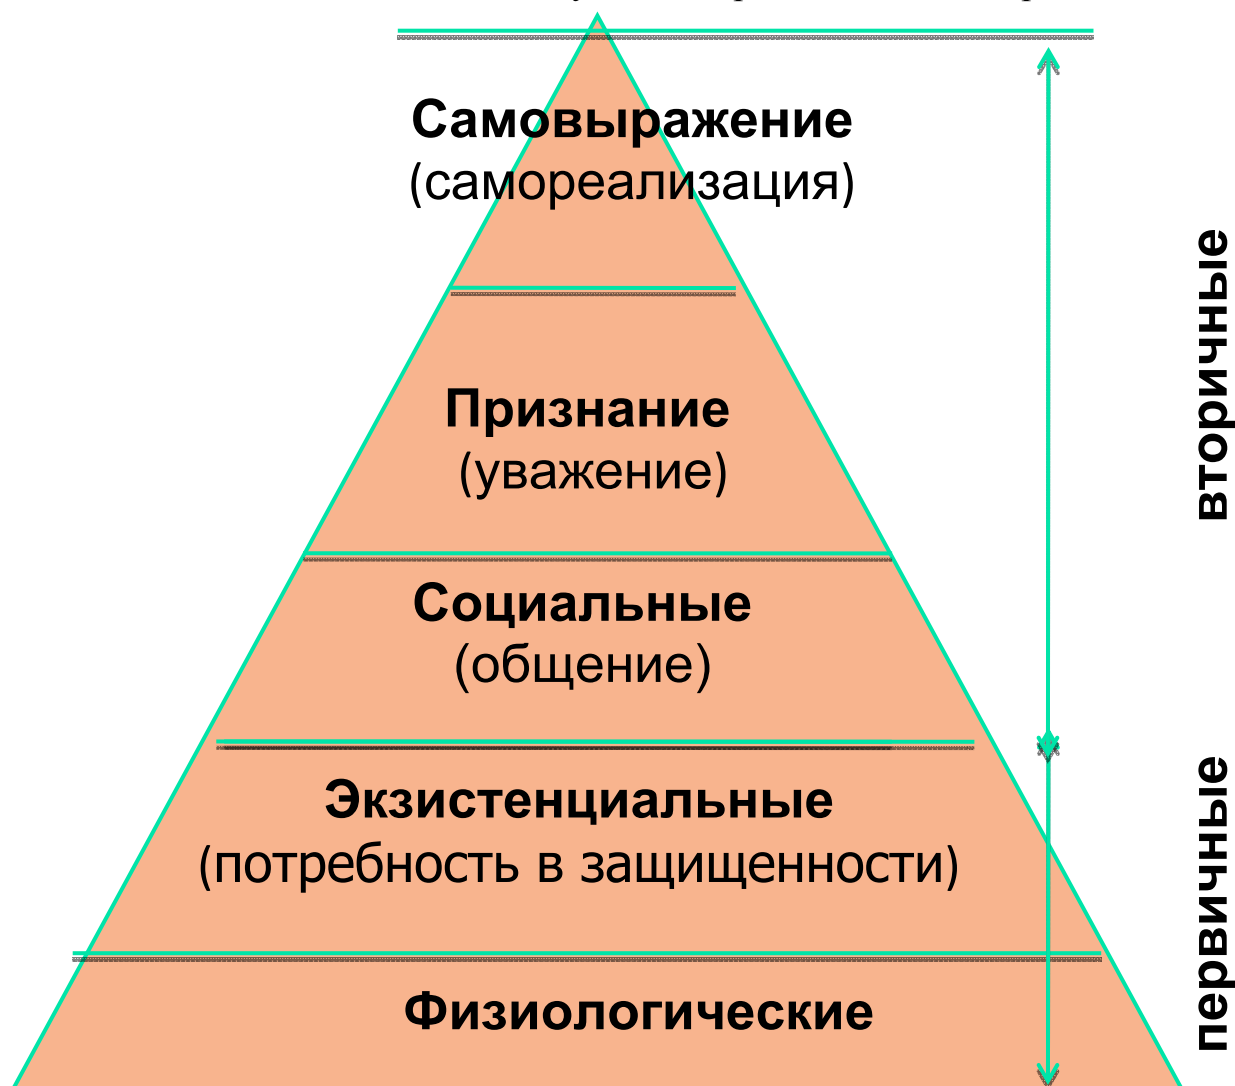 Самовыражение
(самореализация)
Признание
(уважение)
Социальные
(общение)
Экзистенциальные
(потребность в защищенности)
Физиологические
вторичные
первичные